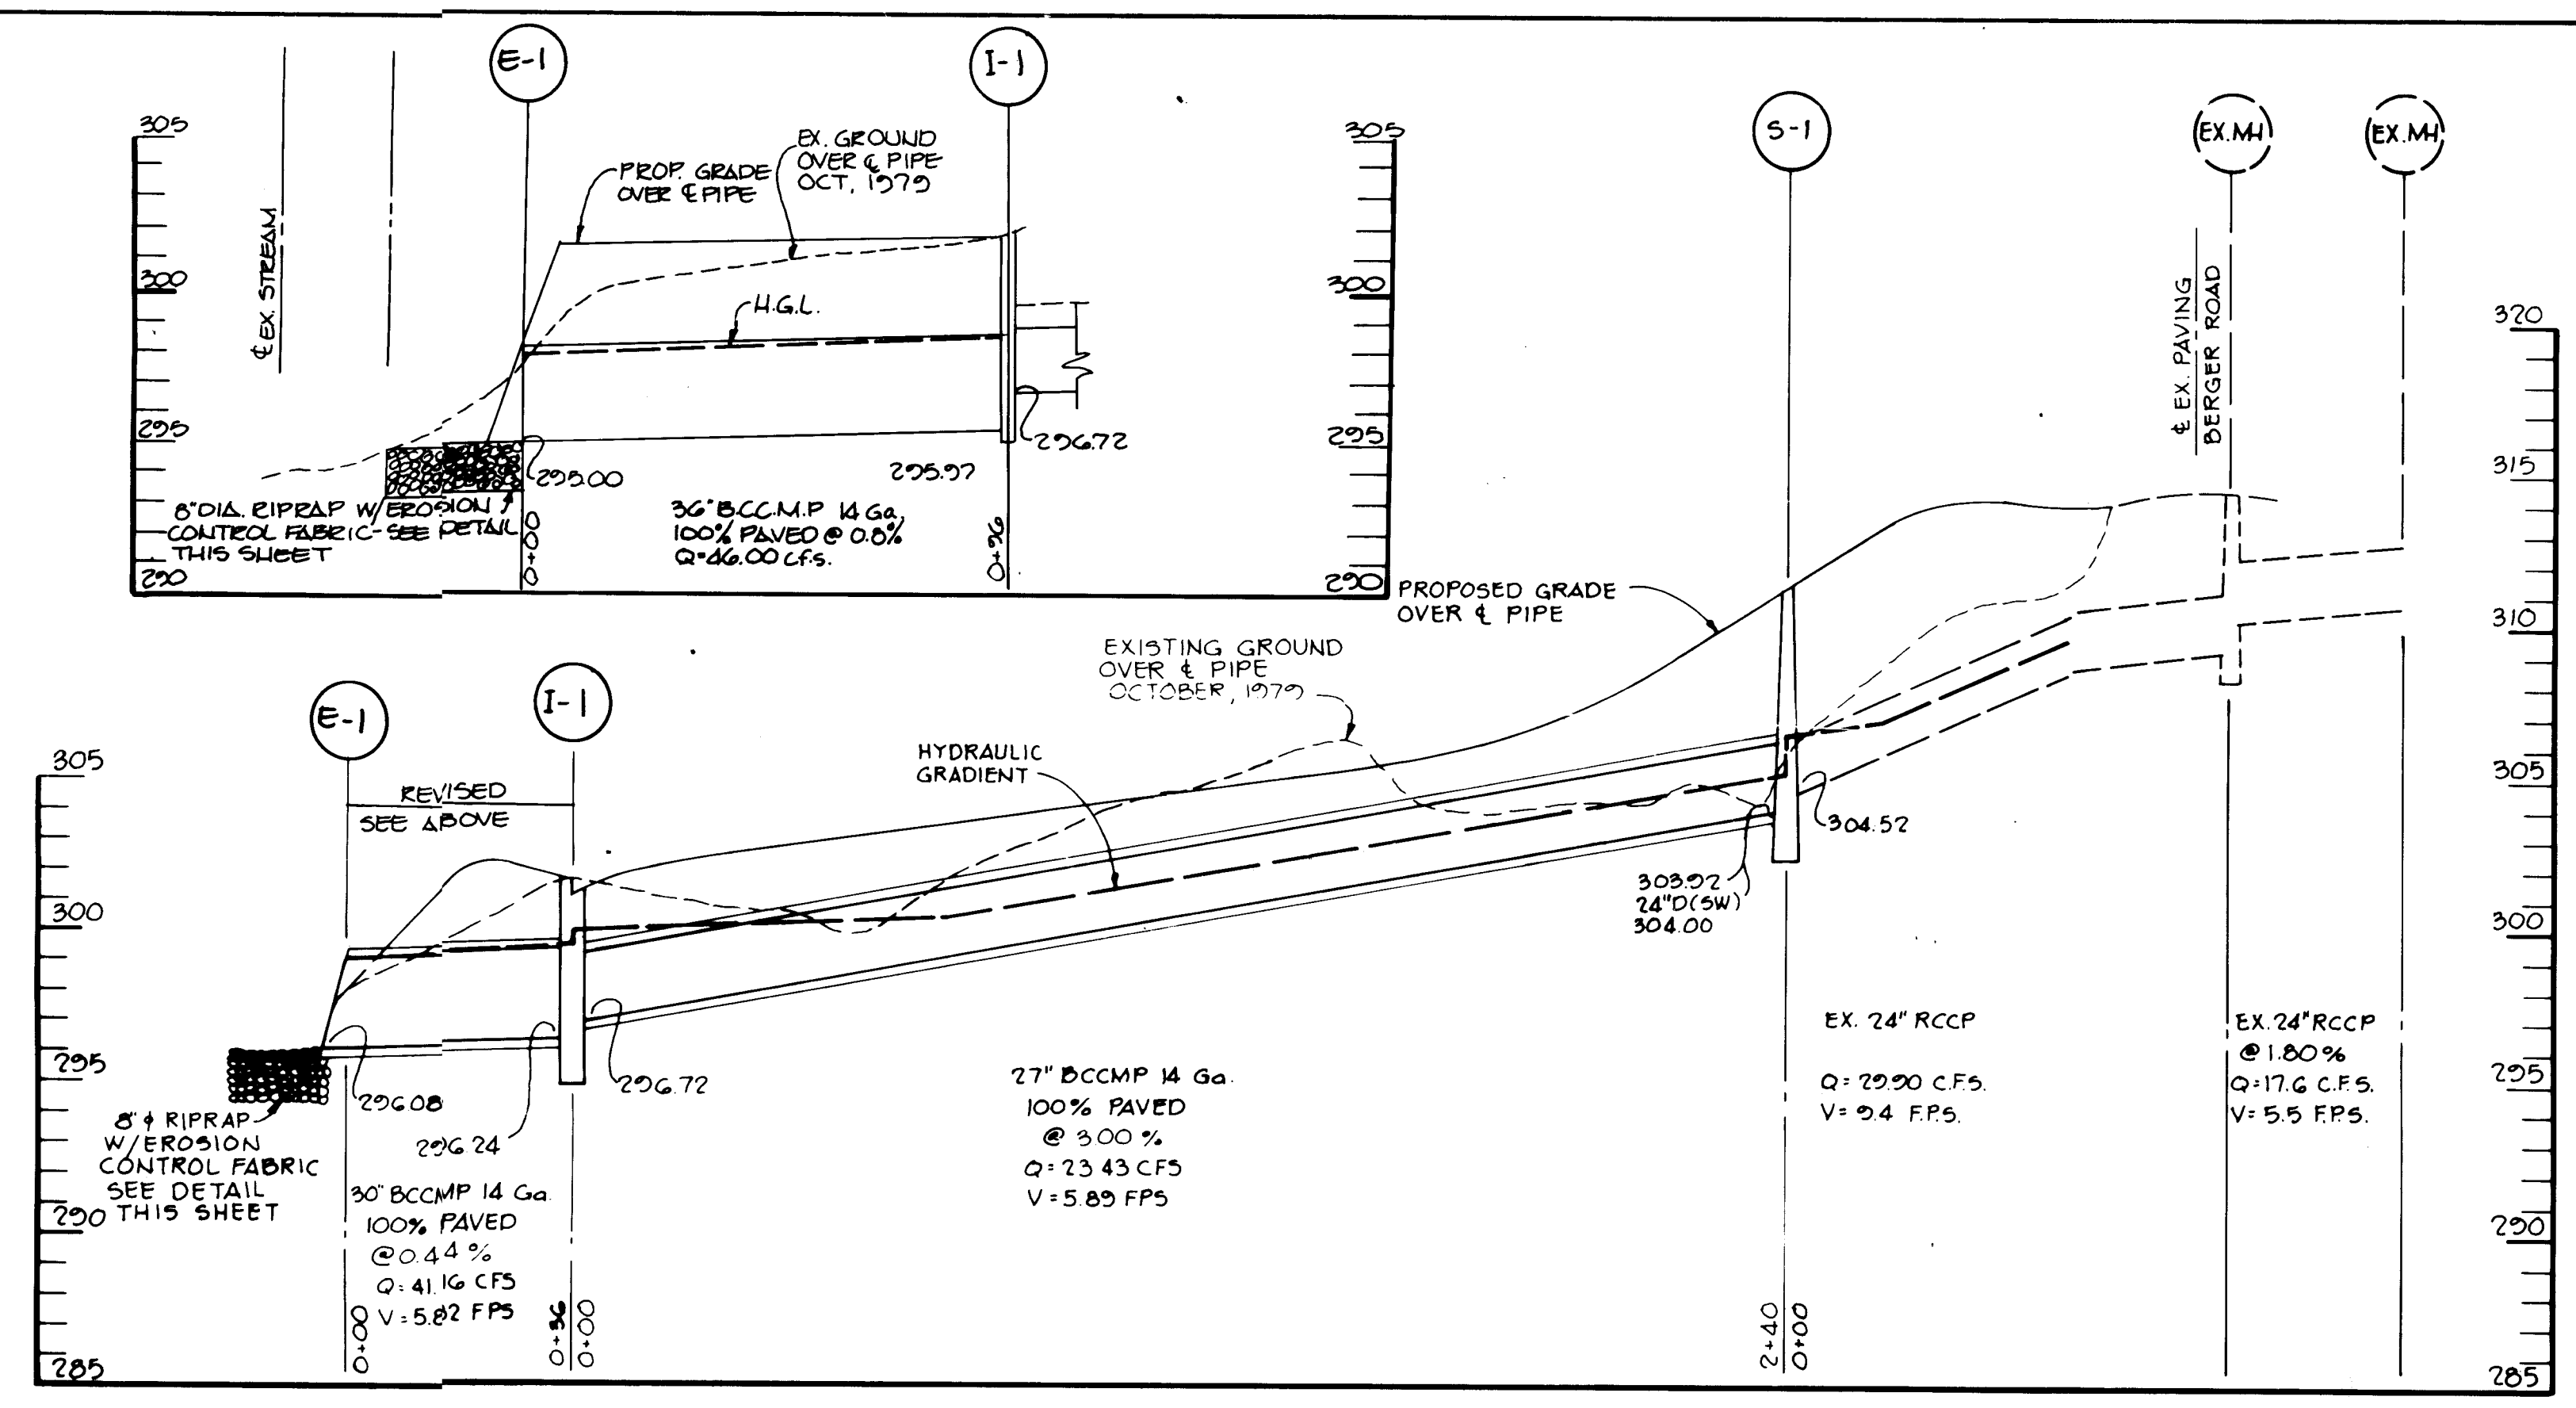 E-1
I-1
305
300
295
290
℄ EX. STREAM
PROP. GRADE
OVER ℄ PIPE
EX. GROUND
OVER ℄ PIPE
OCT, 1979
H.G.L.
295.00
295.97
296.72
8" DIA. RIPRAP W/EROSION
CONTROL FABRIC-SEE DETAIL
THIS SHEET
36" B.C.C.M.P 14 Ga.
100% PAVED @ 0.8%
Q=46.00 cf.s.
0+00
0+96
305
300
295
290
S-1
EX.MH
EX.MH
℄ EX. PAVING
BERGER ROAD
320
315
310
305
300
295
290
285
PROPOSED GRADE
OVER ℄ PIPE
EXISTING GROUND
OVER ℄ PIPE
OCTOBER, 1979
HYDRAULIC
GRADIENT
E-1
I-1
305
300
295
290
285
REVISED
SEE ABOVE
8" ϕ RIPRAP
W/EROSION
CONTROL FABRIC
SEE DETAIL
THIS SHEET
296.08
296.24
296.72
30" BCCMP 14 Ga.
100% PAVED
@ 0.44 %
Q= 41.16 CFS
V = 5.82 FPS
0+00
0+00
27" BCCMP 14 Ga.
100% PAVED
@ 3.00 %
Q= 23 43 CFS
V = 5.89 FPS
303.92
24"D(SW)
304.00
304.52
2+40
0+00
EX. 24" RCCP
Q= 29.90 C.F.S.
V= 9.4 F.P.S.
EX. 24" RCCP
@ 1.80 %
Q=17.6 C.F.S.
V= 5.5 F.P.S.